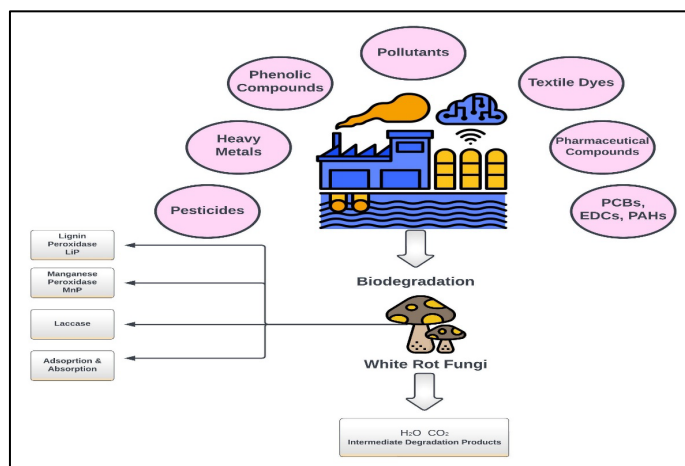 Pollutants
Phenolic
Compounds
Textile Dyes
Heavy
Metals
Pharmaceutical
Compounds
Pesticides
PCBs,
EDCs, PAHs
Lignin
Peroxidase
LiP
Manganese
Peroxidase
MnP
Laccase
Adsoprtion &
Absorption
Biodegradation
White Rot Fungi
H₂O CO₂
Intermediate Degradation Products